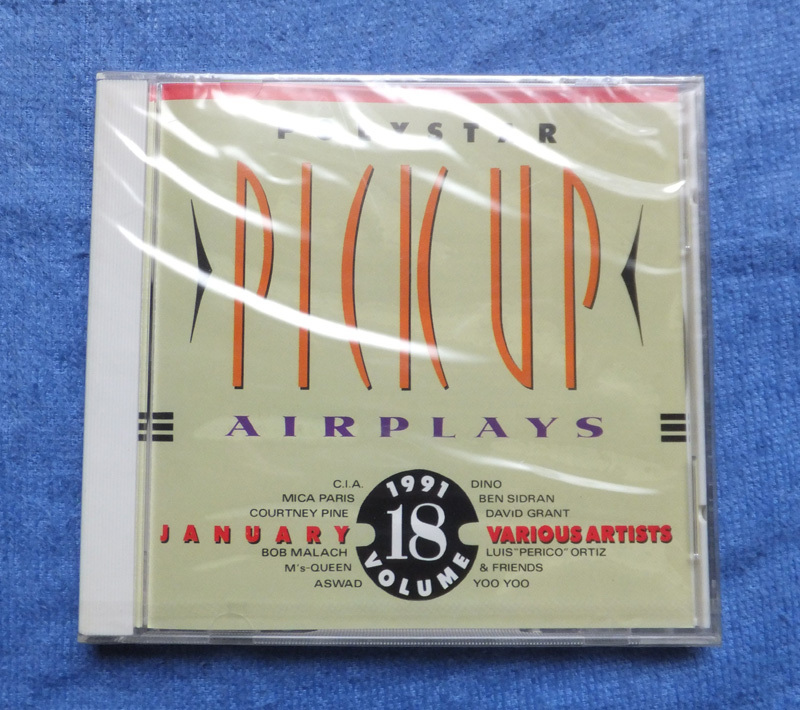 POLYSTAR
PICK UP
AIRPLAYS
1991
18
VOLUME
JANUARY
VARIOUS ARTISTS
C.I.A.
MICA PARIS
COURTNEY PINE
BOB MALACH
M's-QUEEN
ASWAD
DINO
BEN SIDRAN
DAVID GRANT
LUIS"PERICO"ORTIZ
& FRIENDS
YOO YOO